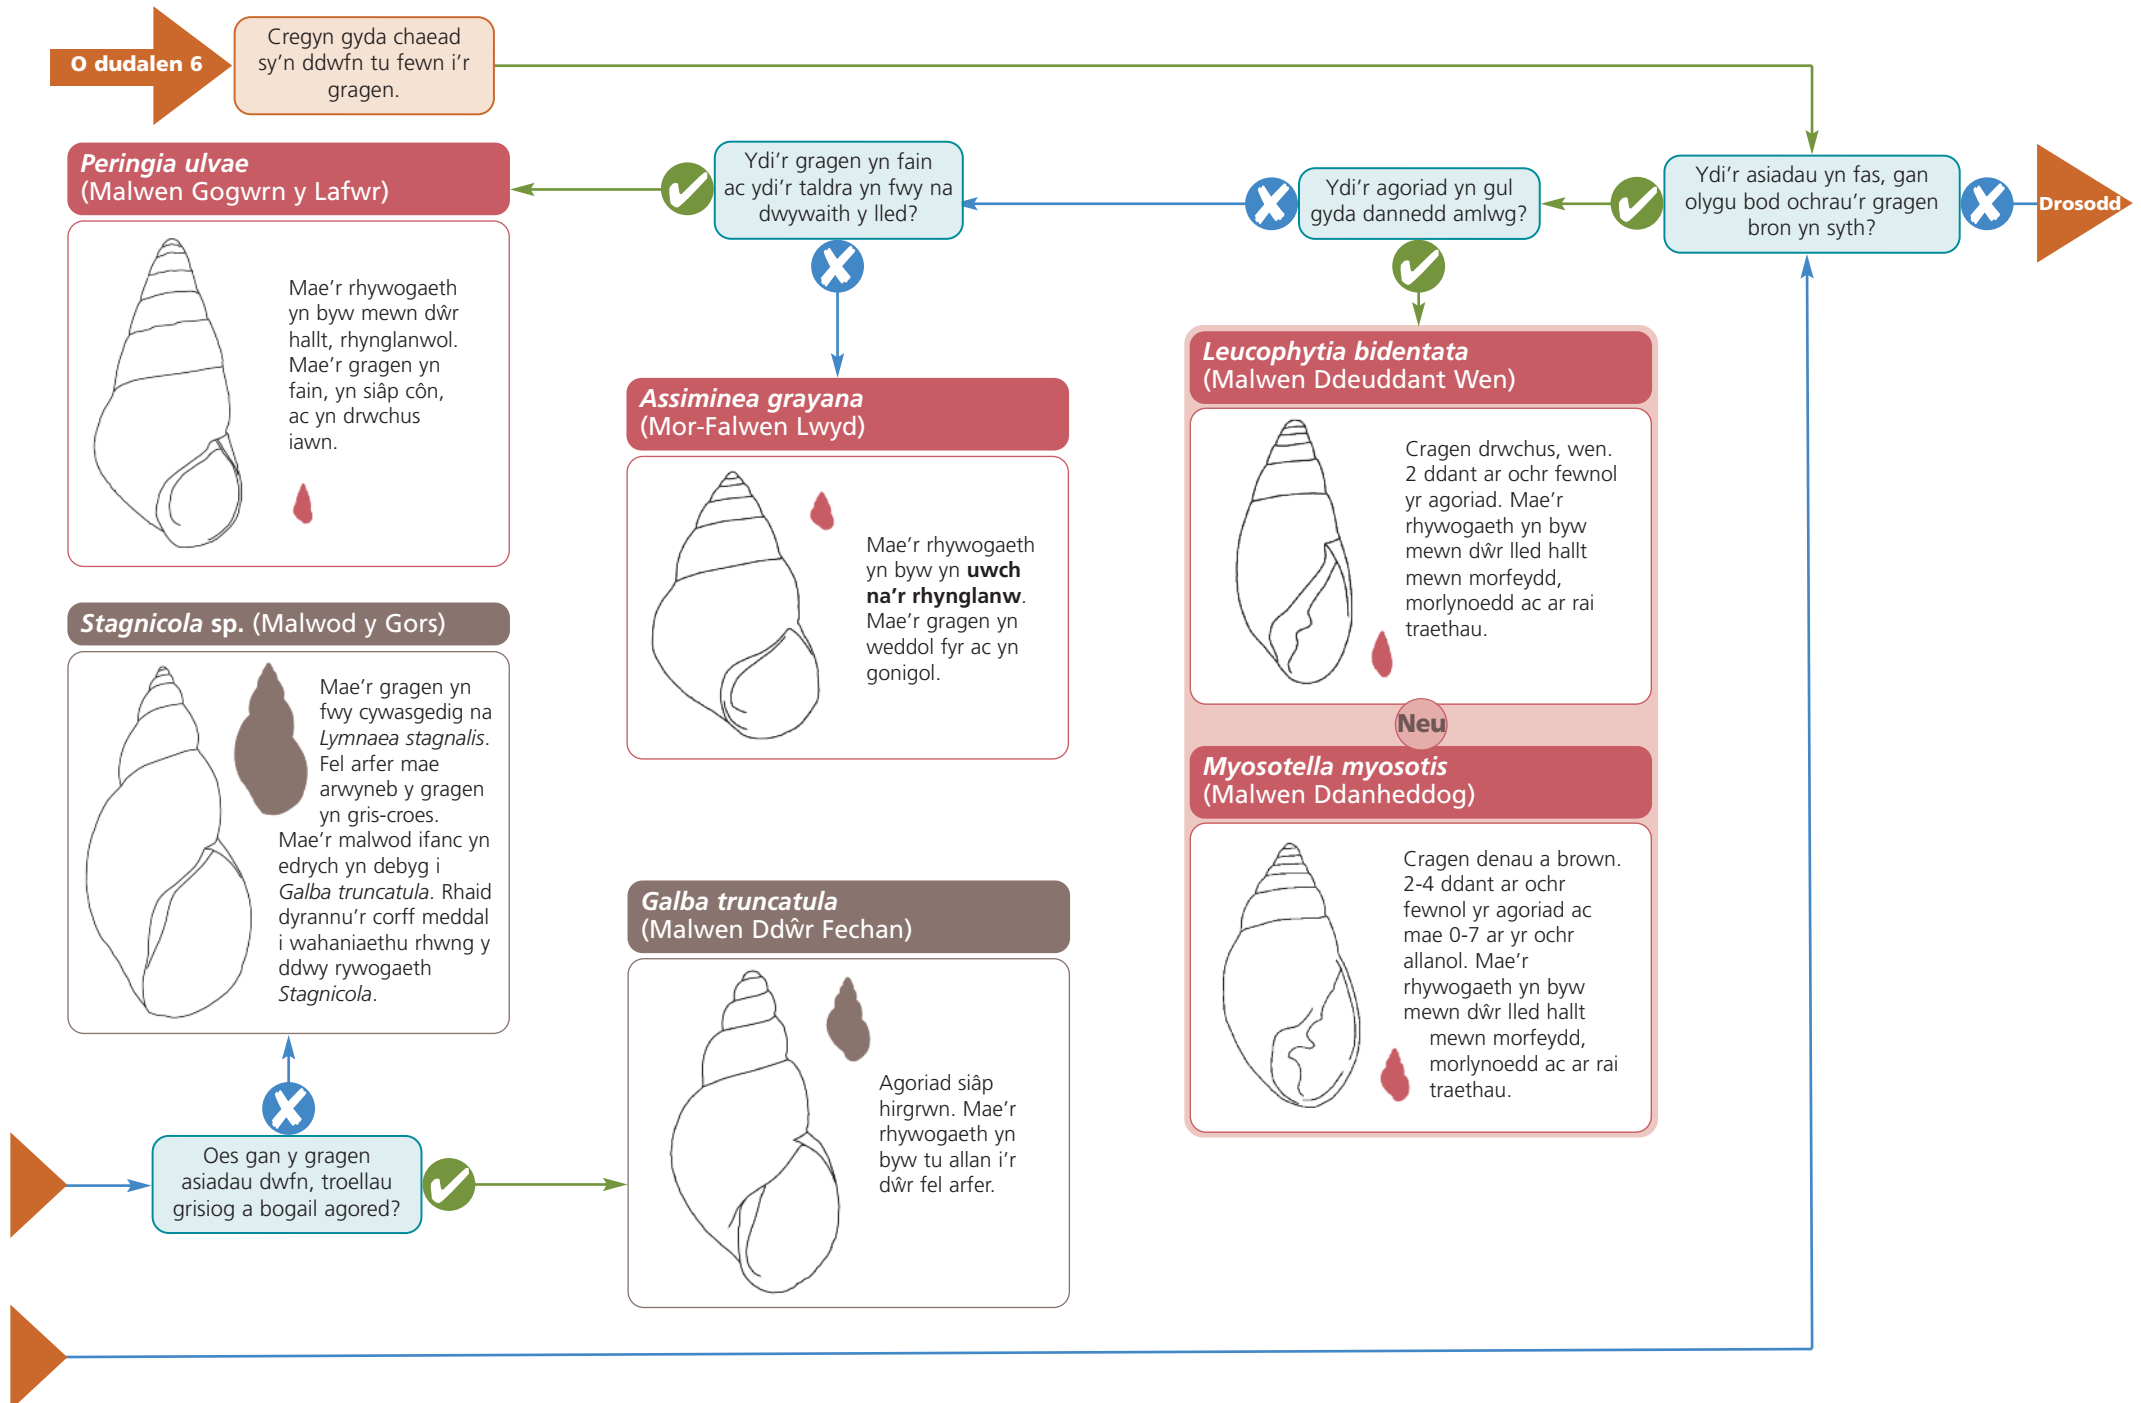 O dudalen 6
Cregyn gyda chaead
sy'n ddwfn tu fewn i'r
gragen.
Peringia ulvae
(Malwen Gogwrn y Lafwr)
Mae'r rhywogaeth
yn byw mewn dŵr
hallt, rhynglanwol.
Mae'r gragen yn
fain, yn siâp côn,
ac yn drwchus
iawn.
Ydi'r gragen yn fain
ac ydi'r taldra yn fwy na
dwywaith y lled?
Ydi'r agoriad yn gul
gyda dannedd amlwg?
Ydi'r asiadau yn fas, gan
olygu bod ochrau'r gragen
bron yn syth?
Drosodd
Assiminea grayana
(Mor-Falwen Lwyd)
Mae'r rhywogaeth
yn byw yn uwch
na'r rhynglanw.
Mae'r gragen yn
weddol fyr ac yn
gonigol.
Leucophytia bidentata
(Malwen Ddeuddant Wen)
Cragen drwchus, wen.
2 ddant ar ochr fewnol
yr agoriad. Mae'r
rhywogaeth yn byw
mewn dŵr lled hallt
mewn morfeydd,
morlynoedd ac ar rai
traethau.
Neu
Myosotella myosotis
(Malwen Ddanheddog)
Cragen denau a brown.
2-4 ddant ar ochr
fewnol yr agoriad ac
mae 0-7 ar yr ochr
allanol. Mae'r
rhywogaeth yn byw
mewn dŵr lled hallt
mewn morfeydd,
morlynoedd ac ar rai
traethau.
Stagnicola sp. (Malwod y Gors)
Mae'r gragen yn
fwy cywasgedig na
Lymnaea stagnalis.
Fel arfer mae
arwyneb y gragen
yn gris-croes.
Mae'r malwod ifanc yn
edrych yn debyg i
Galba truncatula. Rhaid
dyrannu'r corff meddal
i wahaniaethu rhwng y
ddwy rywogaeth
Stagnicola.
Galba truncatula
(Malwen Ddŵr Fechan)
Agoriad siâp
hirgrwn. Mae'r
rhywogaeth yn
byw tu allan i'r
dŵr fel arfer.
Oes gan y gragen
asiadau dwfn, troellau
grisiog a bogail agored?